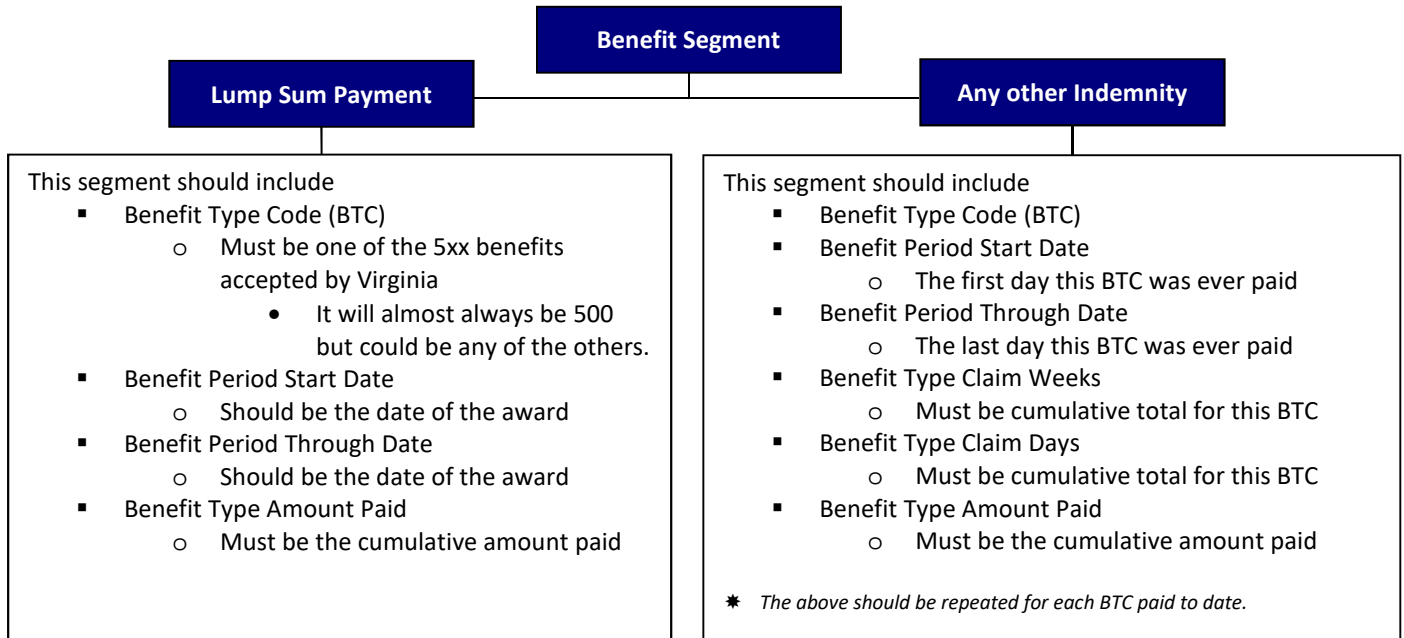 Benefit Segment
Lump Sum Payment
Any other Indemnity
This segment should include
▪ Benefit Type Code (BTC)
o Must be one of the 5xx benefits
accepted by Virginia
• It will almost always be 500
but could be any of the others.
▪ Benefit Period Start Date
o Should be the date of the award
▪ Benefit Period Through Date
o Should be the date of the award
▪ Benefit Type Amount Paid
o Must be the cumulative amount paid
This segment should include
▪ Benefit Type Code (BTC)
▪ Benefit Period Start Date
o The first day this BTC was ever paid
▪ Benefit Period Through Date
o The last day this BTC was ever paid
▪ Benefit Type Claim Weeks
o Must be cumulative total for this BTC
▪ Benefit Type Claim Days
o Must be cumulative total for this BTC
▪ Benefit Type Amount Paid
o Must be the cumulative amount paid
✷ The above should be repeated for each BTC paid to date.